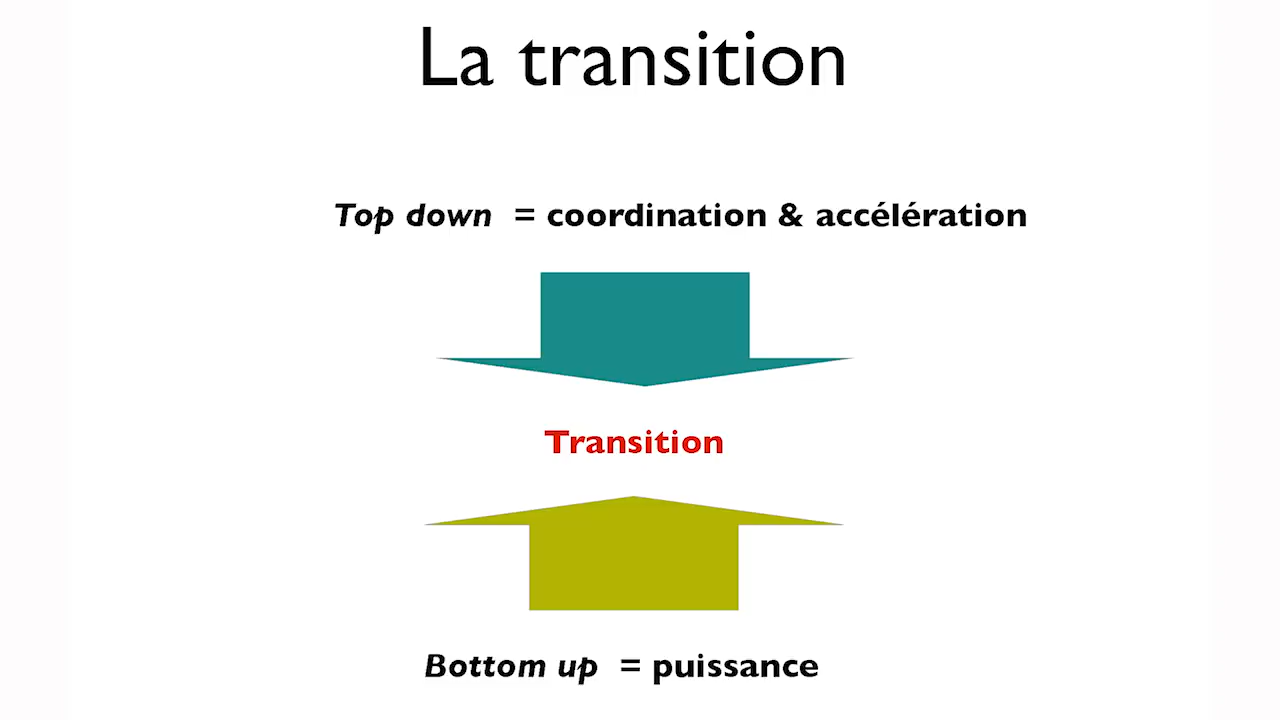 La transition
Top down = coordination & accélération
Transition
Bottom up = puissance